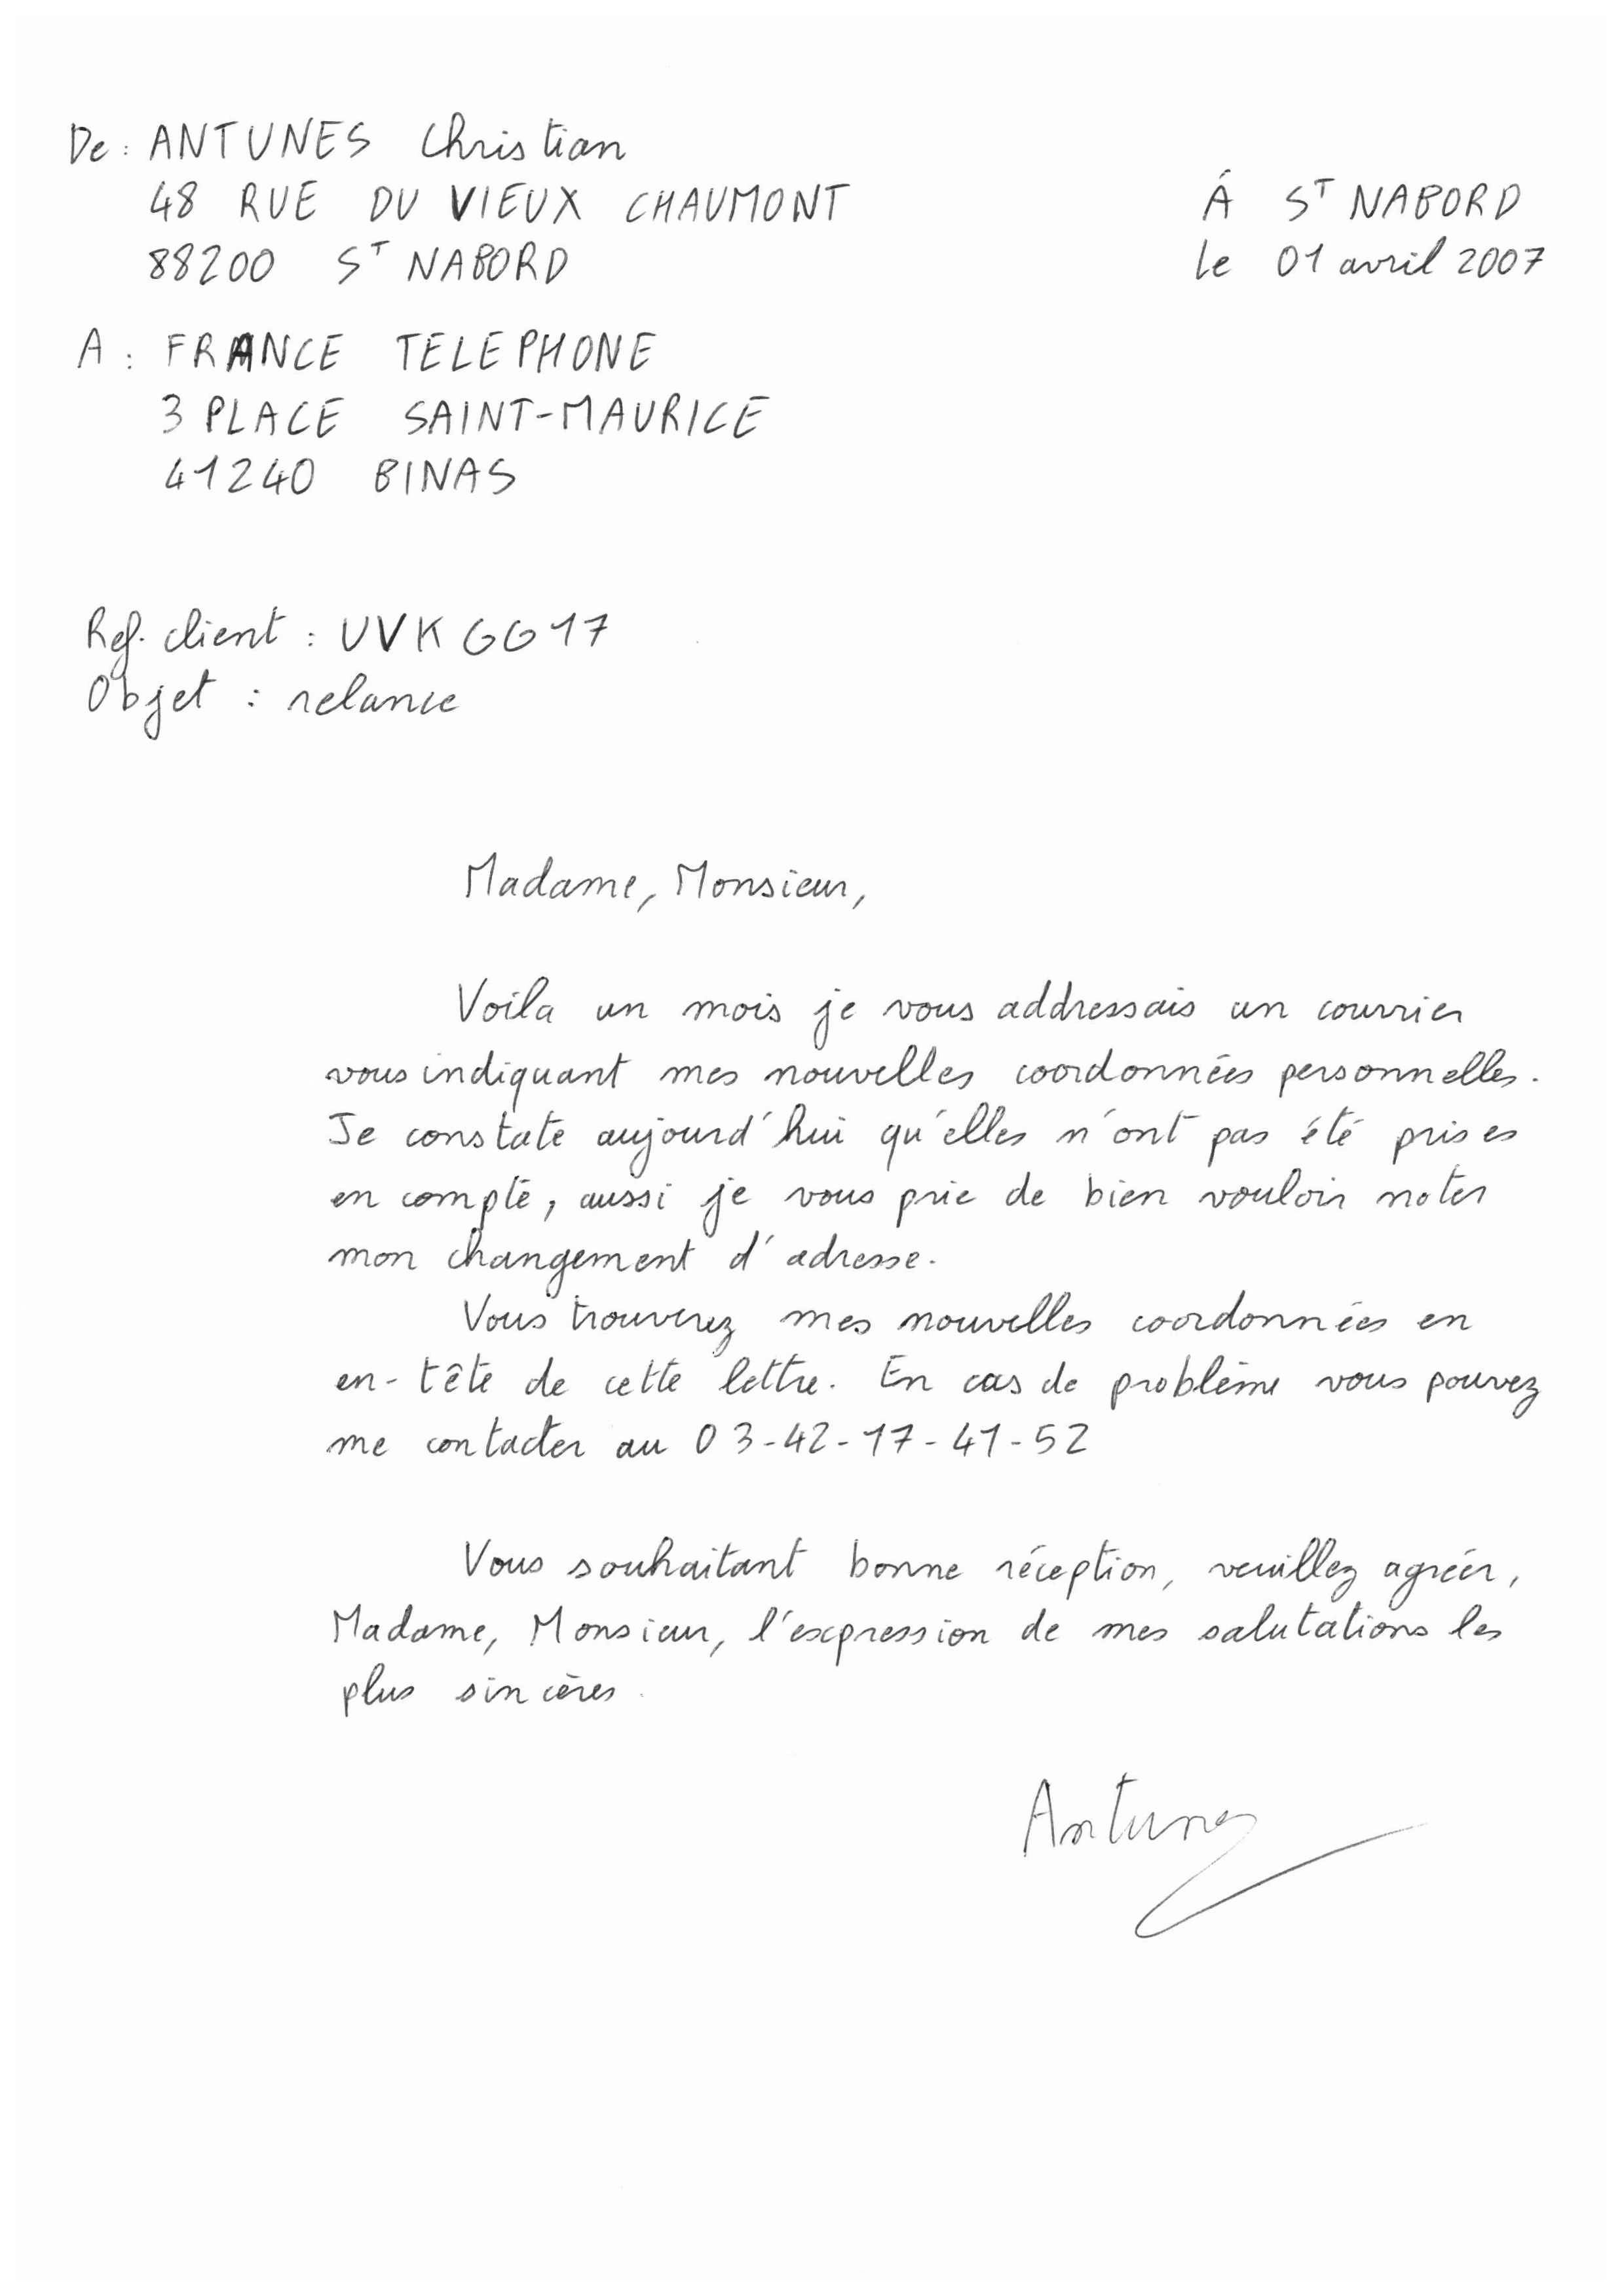 De : ANTUNES Christian
48 RUE DU VIEUX CHAUMONT
88200 ST NABORD
À ST NABORD
le 01 avril 2007
A : FRANCE TELEPHONE
3 PLACE SAINT-MAURICE
41240 BINAS
Ref. client : UVKGG17
Objet : relance
Madame, Monsieur,
Voila un mois je vous addressais un courrier
vous indiquant mes nouvelles coordonnées personnelles.
Je constate aujourd'hui qu'elles n'ont pas été prises
en compte, aussi je vous prie de bien vouloir noter
mon changement d'adresse.
Vous trouverez mes nouvelles coordonnées en
en-tête de cette lettre. En cas de problème vous pouvez
me contacter au 03-42-17-41-52
Vous souhaitant bonne réception, veuillez agréer,
Madame, Monsieur, l'expression de mes salutations les
plus sincères.
Antunes